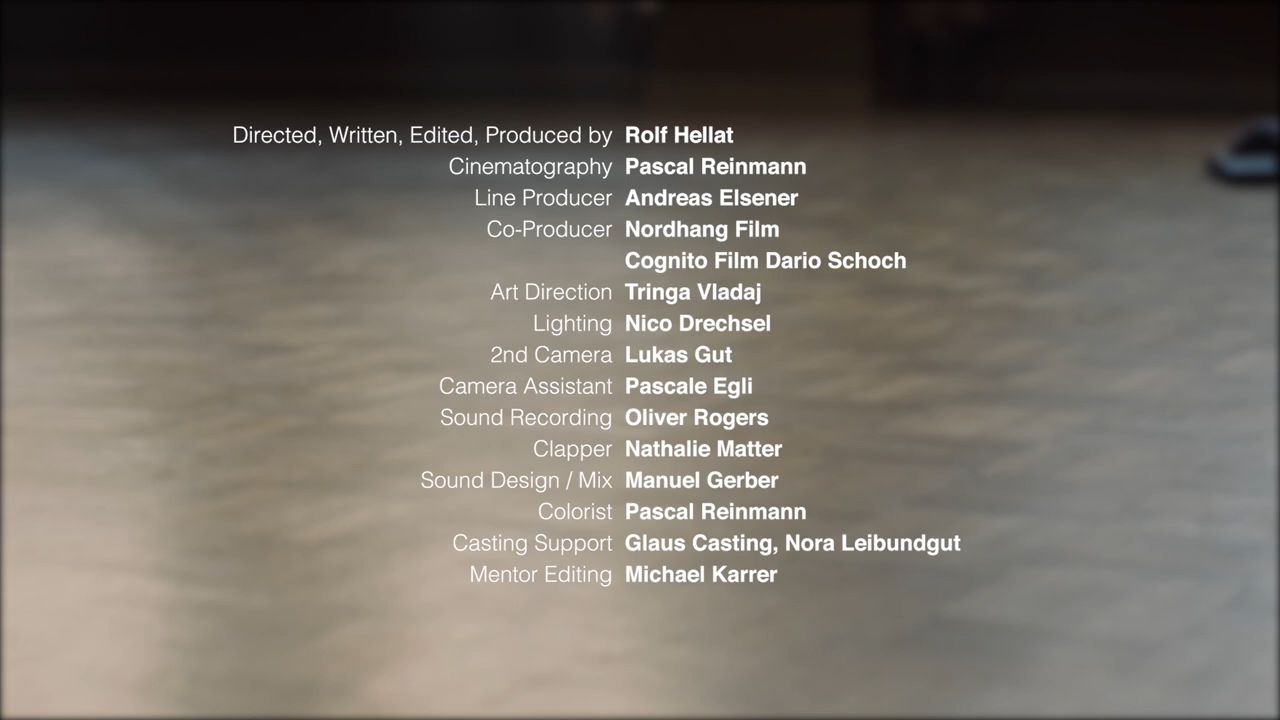 Directed, Written, Edited, Produced by Rolf Hellat
Cinematography Pascal Reinmann
Line Producer Andreas Elsener
Co-Producer Nordhang Film
Cognito Film Dario Schoch
Art Direction Tringa Vladaj
Lighting Nico Drechsel
2nd Camera Lukas Gut
Camera Assistant Pascale Egli
Sound Recording Oliver Rogers
Clapper Nathalie Matter
Sound Design / Mix Manuel Gerber
Colorist Pascal Reinmann
Casting Support Glaus Casting, Nora Leibundgut
Mentor Editing Michael Karrer